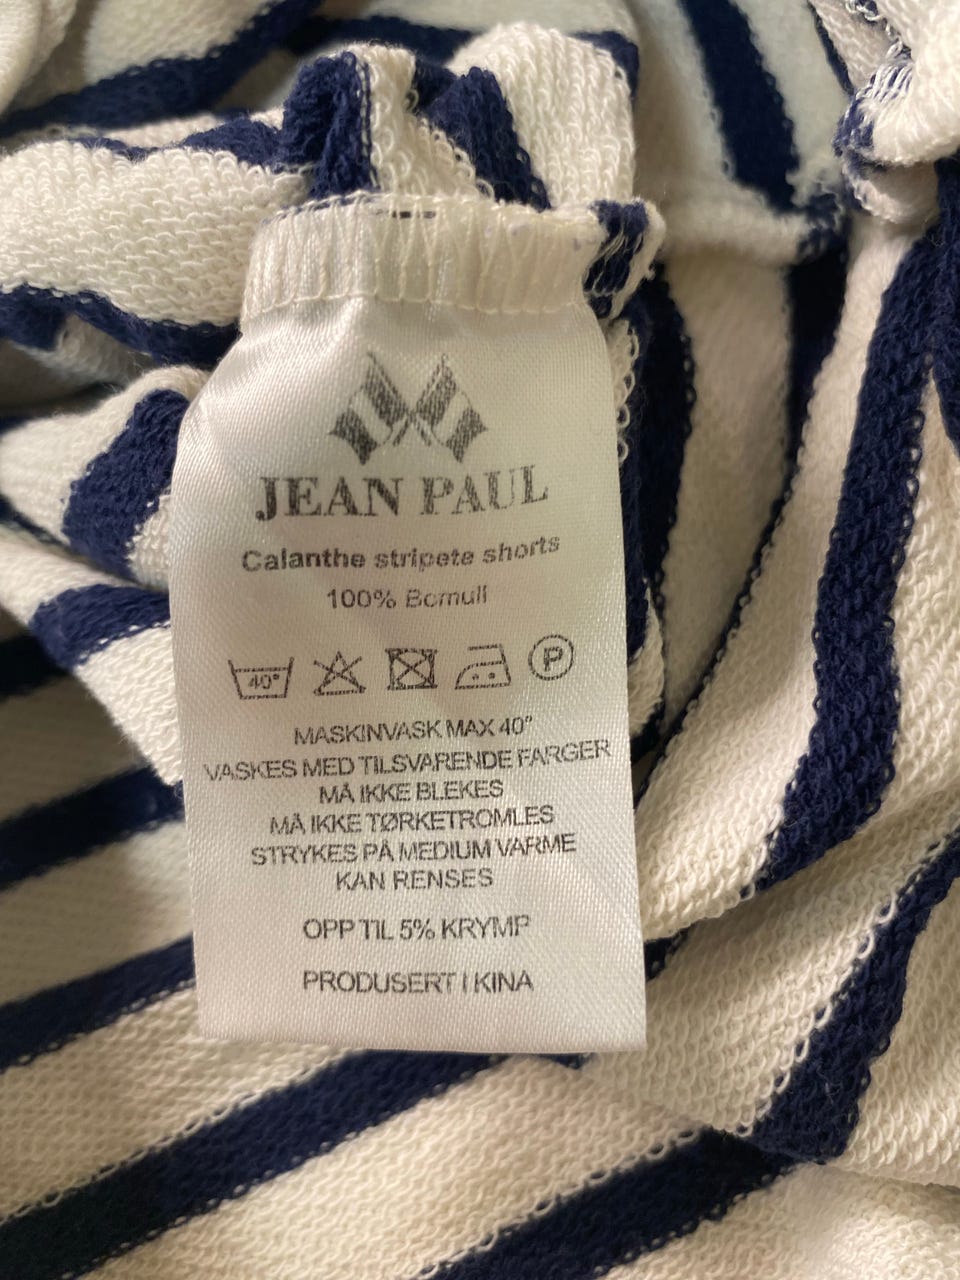 JEAN PAUL
Calanthe stripete shorts
100% Bomull
40°
P
MASKINVASK MAX 40°
VASKES MED TILSVARENDE FARGER
MÅ IKKE BLEKES
MÅ IKKE TØRKETROMLES
STRYKES PÅ MEDIUM VARME
KAN RENSES
OPP TIL 5% KRYMP
PRODUSERT I KINA